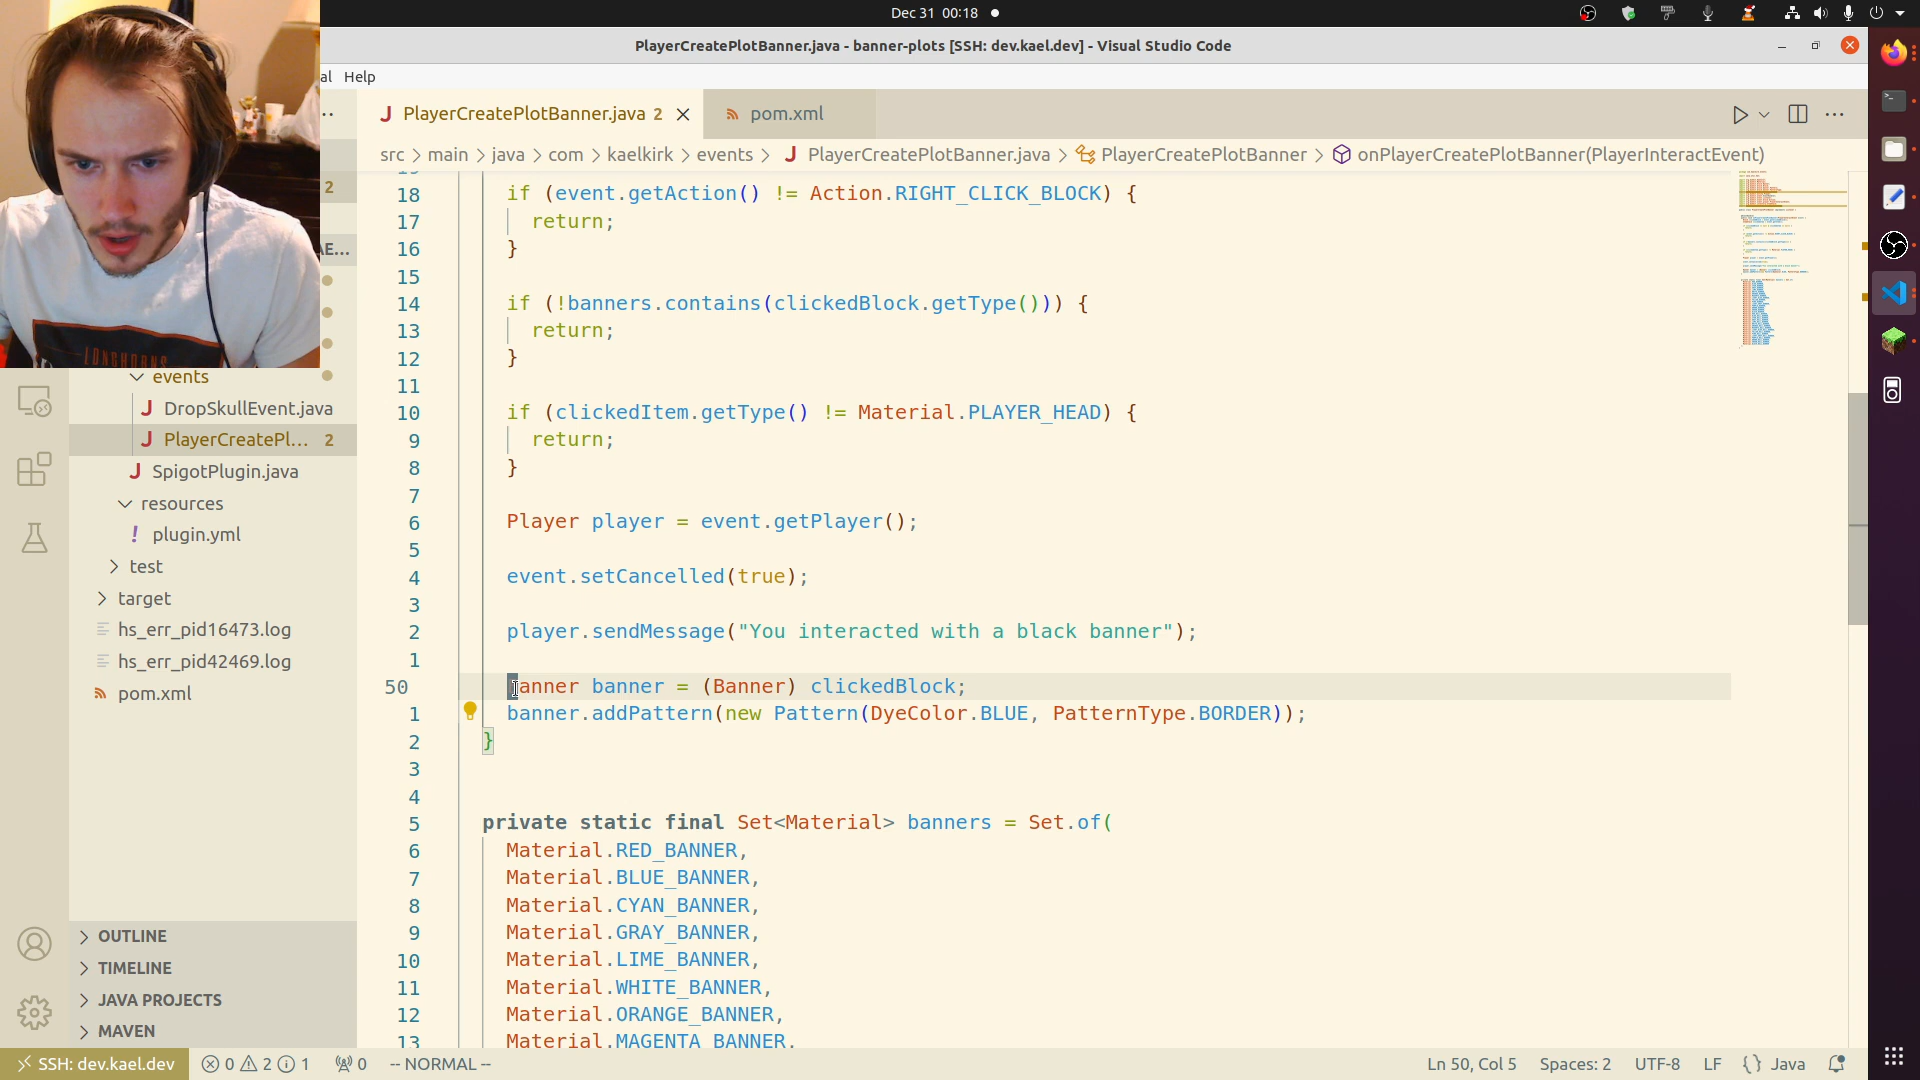 Dec 31 00:18
PlayerCreatePlotBanner.java - banner-plots [SSH: dev.kael.dev] - Visual Studio Code
al Help
PlayerCreatePlotBanner.java 2
pom.xml
src > main > java > com > kaelkirk > events > PlayerCreatePlotBanner.java > PlayerCreatePlotBanner > onPlayerCreatePlotBanner(PlayerInteractEvent)
18 if (event.getAction() != Action.RIGHT_CLICK_BLOCK) {
17 return;
16 }
15
14 if (!banners.contains(clickedBlock.getType())) {
13 return;
12 }
11
10 if (clickedItem.getType() != Material.PLAYER_HEAD) {
9 return;
8 }
7
6 Player player = event.getPlayer();
5
4 event.setCancelled(true);
3
2 player.sendMessage("You interacted with a black banner");
1
50 Banner banner = (Banner) clickedBlock;
1 banner.addPattern(new Pattern(DyeColor.BLUE, PatternType.BORDER));
2 }
3
4
5 private static final Set<Material> banners = Set.of(
6 Material.RED_BANNER,
7 Material.BLUE_BANNER,
8 Material.CYAN_BANNER,
9 Material.GRAY_BANNER,
10 Material.LIME_BANNER,
11 Material.WHITE_BANNER,
12 Material.ORANGE_BANNER,
13 Material.MAGENTA_BANNER,
2
AE...
events
DropSkullEvent.java
PlayerCreatePl... 2
SpigotPlugin.java
resources
plugin.yml
test
target
hs_err_pid16473.log
hs_err_pid42469.log
pom.xml
OUTLINE
TIMELINE
JAVA PROJECTS
MAVEN
LONGHORNS
SSH: dev.kael.dev 0 2 1 0 -- NORMAL -- Ln 50, Col 5 Spaces: 2 UTF-8 LF {} Java